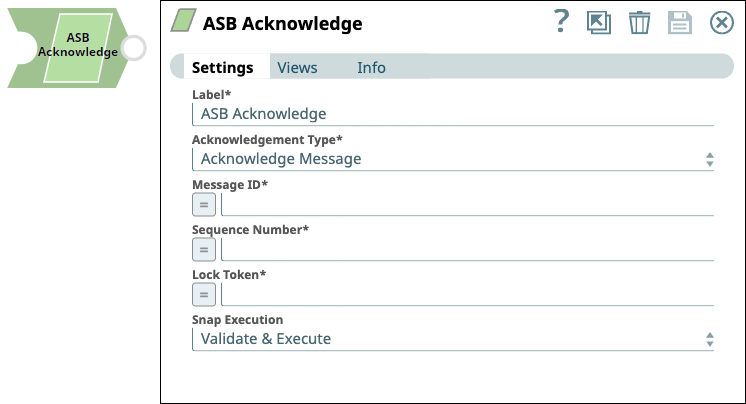 ASB
Acknowledge
ASB Acknowledge
?
Settings Views Info
Label*
ASB Acknowledge
Acknowledgement Type*
Acknowledge Message
Message ID*
=
Sequence Number*
=
Lock Token*
=
Snap Execution
Validate & Execute